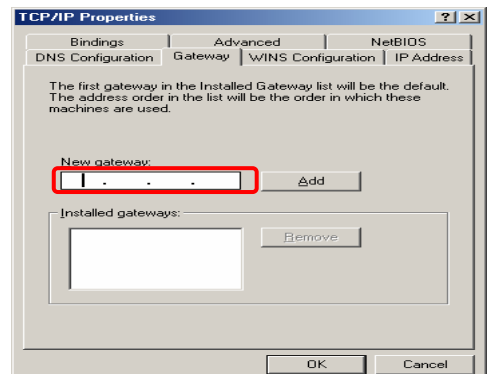 TCP/IP Properties
? ×
Bindings Advanced NetBIOS
DNS Configuration Gateway WINS Configuration IP Address
The first gateway in the Installed Gateway list will be the default.
The address order in the list will be the order in which these
machines are used.
New gateway:
. . .
Add
Installed gateways:
Remove
OK Cancel